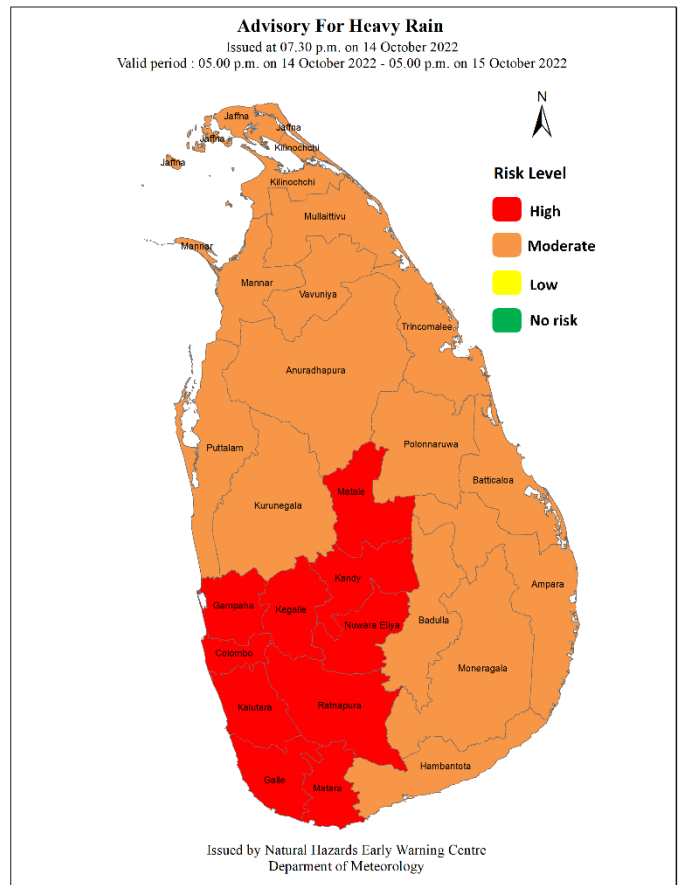 Advisory For Heavy Rain
Issued at 07.30 p.m. on 14 October 2022
Valid period : 05.00 p.m. on 14 October 2022 - 05.00 p.m. on 15 October 2022
N
Jaffna
Jaffna
Jaffna
Kilinochchi
Jaffna
Risk Level
Kilinochchi
High
Mullaittivu
Moderate
Mannar
Mannar
Vavuniya
Low
Trincomalee
No risk
Anuradhapura
Polonnaruwa
Puttalam
Batticaloa
Matale
Kurunegala
Kandy
Ampara
Gampaha
Kegalle
Badulla
Nuwara Eliya
Colombo
Moneragala
Kalutara
Ratnapura
Hambantota
Galle
Matara
Issued by Natural Hazards Early Warning Centre
Deparment of Meteorology